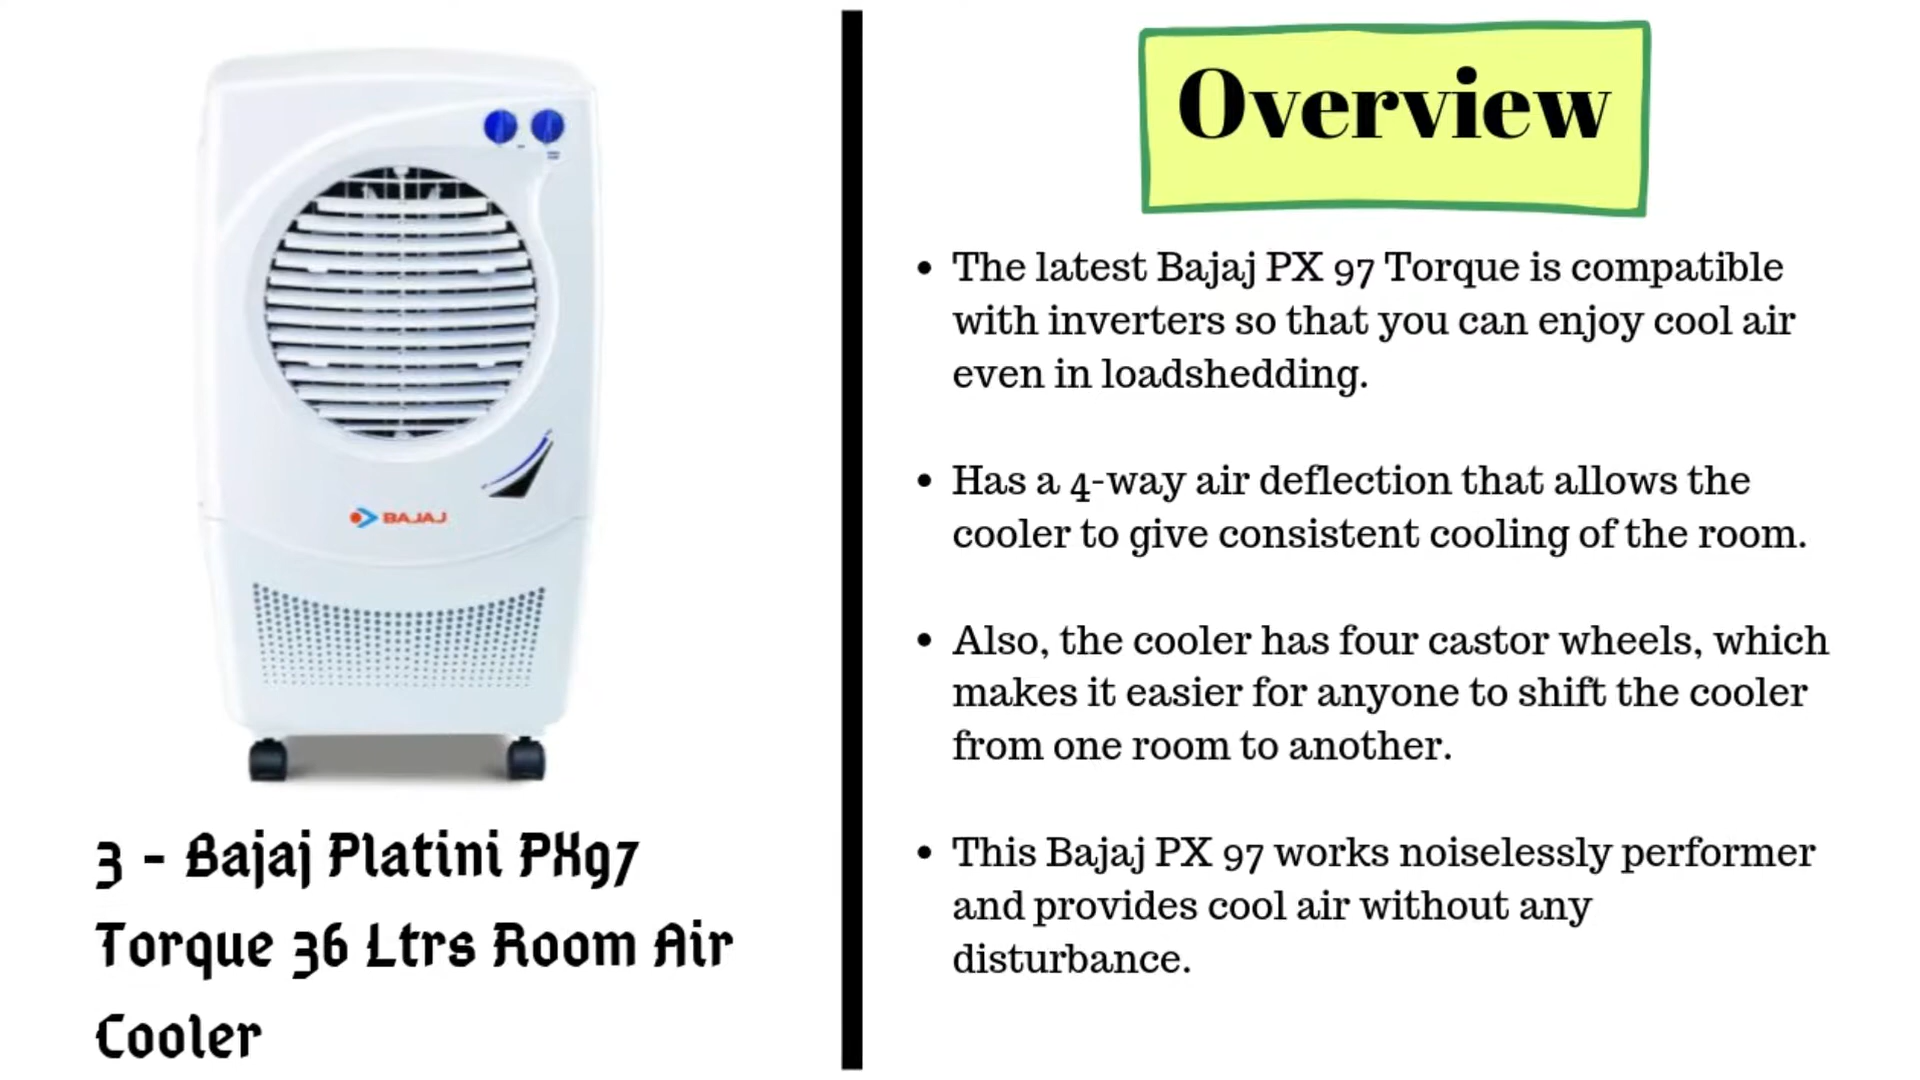 BAJAJ
3 - Bajaj Platini PX97
Torque 36 Ltrs Room Air
Cooler
Overview
• The latest Bajaj PX 97 Torque is compatible
with inverters so that you can enjoy cool air
even in loadshedding.
• Has a 4-way air deflection that allows the
cooler to give consistent cooling of the room.
• Also, the cooler has four castor wheels, which
makes it easier for anyone to shift the cooler
from one room to another.
• This Bajaj PX 97 works noiselessly performer
and provides cool air without any
disturbance.